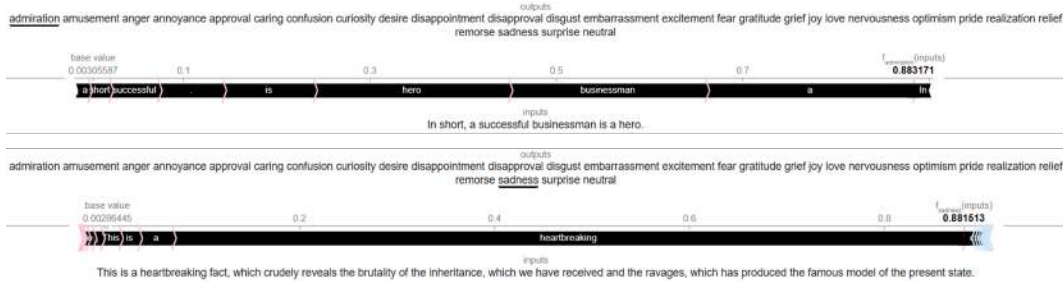 outputs
admiration amusement anger annoyance approval caring confusion curiosity desire disappointment disapproval disgust embarrassment excitement fear gratitude grief joy love nervousness optimism pride realization relief
remorse sadness surprise neutral
base value
f admiration(inputs)
0.00305587 0.1 0.3 0.5 0.7 0.883171
a short successful . is hero businessman a In
inputs
In short, a successful businessman is a hero.
outputs
admiration amusement anger annoyance approval caring confusion curiosity desire disappointment disapproval disgust embarrassment excitement fear gratitude grief joy love nervousness optimism pride realization relief
remorse sadness surprise neutral
base value
f sadness(inputs)
0.00286445 0.2 0.4 0.6 0.8 0.881513
This is a heartbreaking
inputs
This is a heartbreaking fact, which crudely reveals the brutality of the inheritance, which we have received and the ravages, which has produced the famous model of the present state.